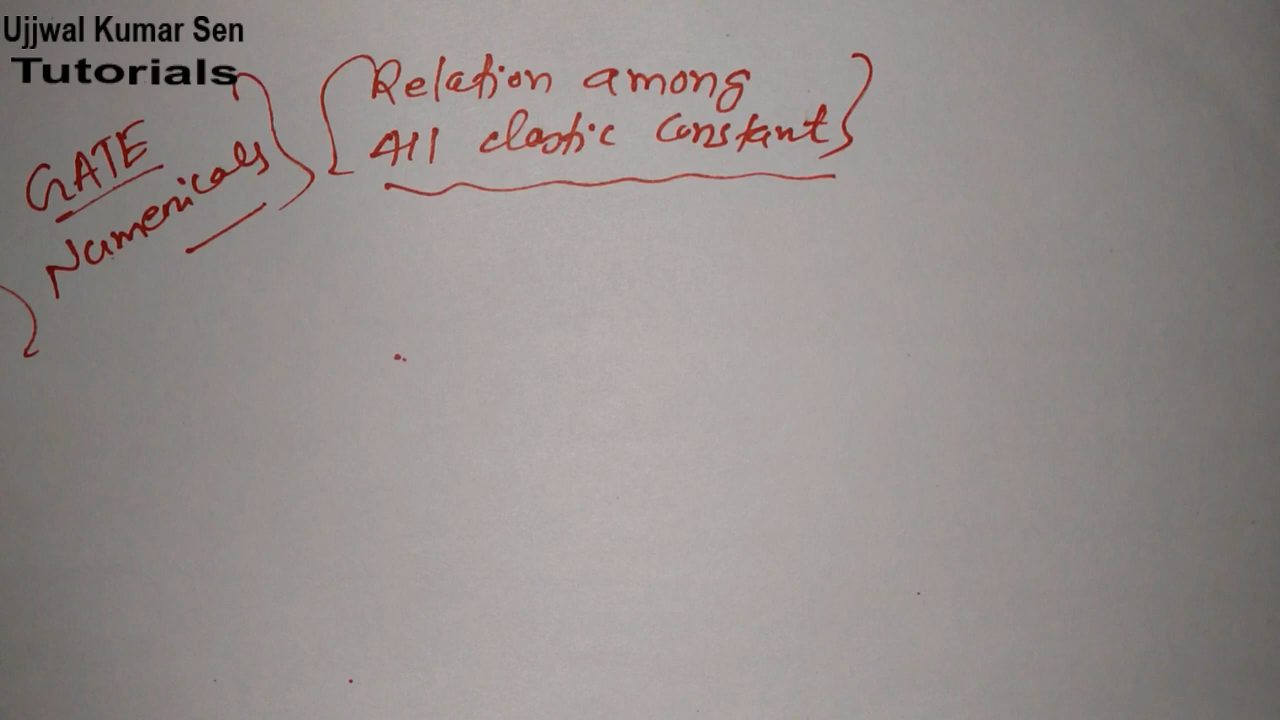 Ujjwal Kumar Sen
Tutorials
GATE
Numericals
Relation among
All elastic constant